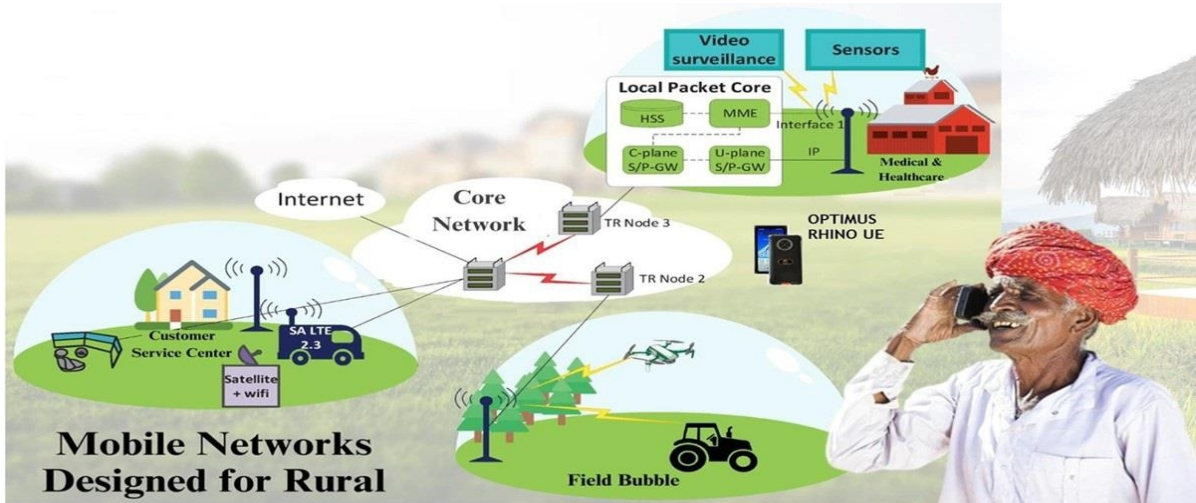 Video
surveillance
Sensors
Local Packet Core
HSS
MME
Interface 1
C-plane
S/P-GW
U-plane
S/P-GW
IP
Medical &
Healthcare
Internet
Core
Network
TR Node 3
TR Node 2
OPTIMUS
RHINO UE
SA LTE
2.3
Customer
Service Center
Satellite
+ wifi
Field Bubble
Mobile Networks
Designed for Rural